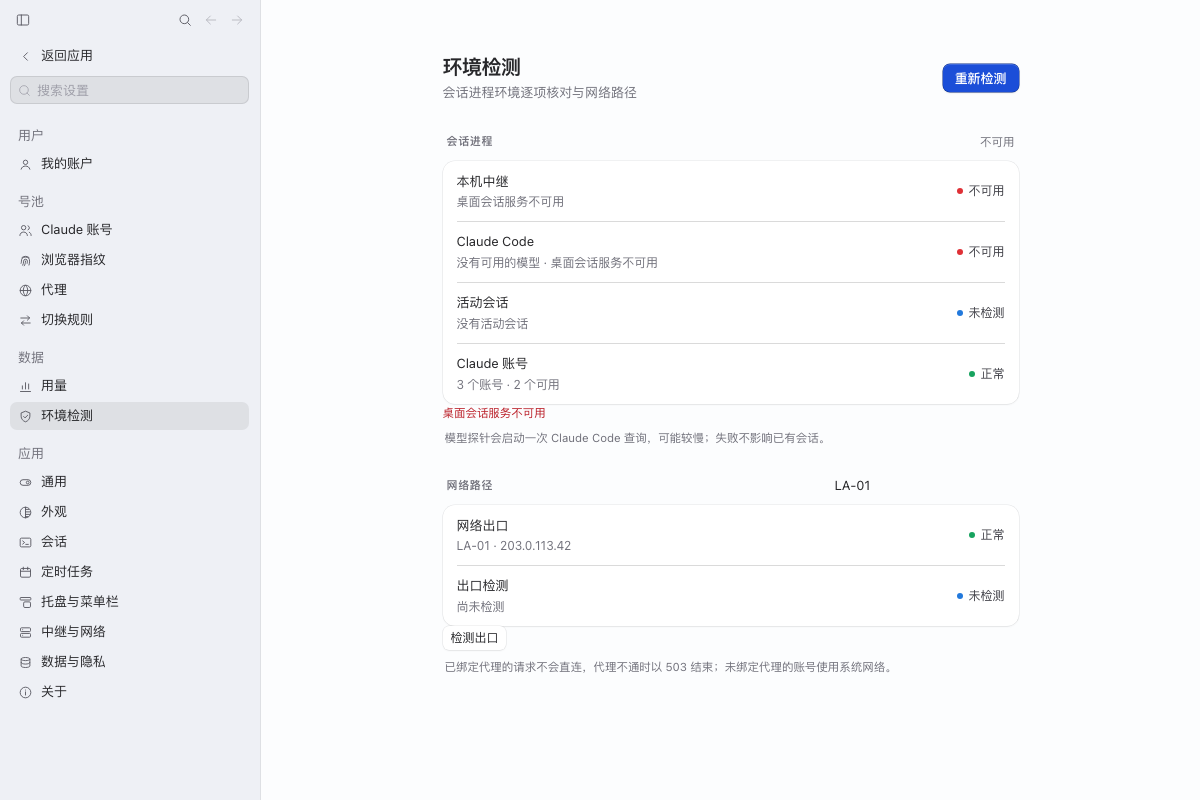 返回应用
搜索设置
用户
我的账户
号池
Claude 账号
浏览器指纹
代理
切换规则
数据
用量
环境检测
应用
通用
外观
会话
定时任务
托盘与菜单栏
中继与网络
数据与隐私
关于
环境检测
会话进程环境逐项核对与网络路径
重新检测
会话进程
不可用
本机中继
桌面会话服务不可用
不可用
Claude Code
没有可用的模型 · 桌面会话服务不可用
不可用
活动会话
没有活动会话
未检测
Claude 账号
3 个账号 · 2 个可用
正常
桌面会话服务不可用
模型探针会启动一次 Claude Code 查询，可能较慢；失败不影响已有会话。
网络路径
LA-01
网络出口
LA-01 · 203.0.113.42
正常
出口检测
尚未检测
未检测
检测出口
已绑定代理的请求不会直连，代理不通时以 503 结束；未绑定代理的账号使用系统网络。